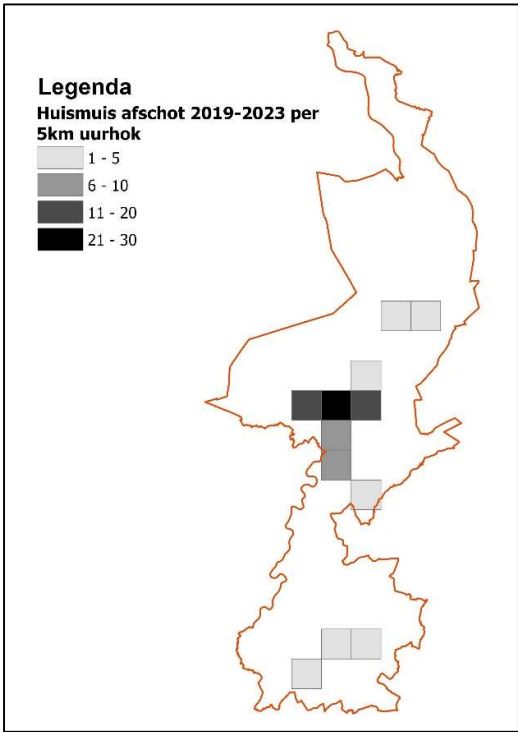 Legenda
Huismuis afschot 2019-2023 per
5km uurhok
1 - 5
6 - 10
11 - 20
21 - 30